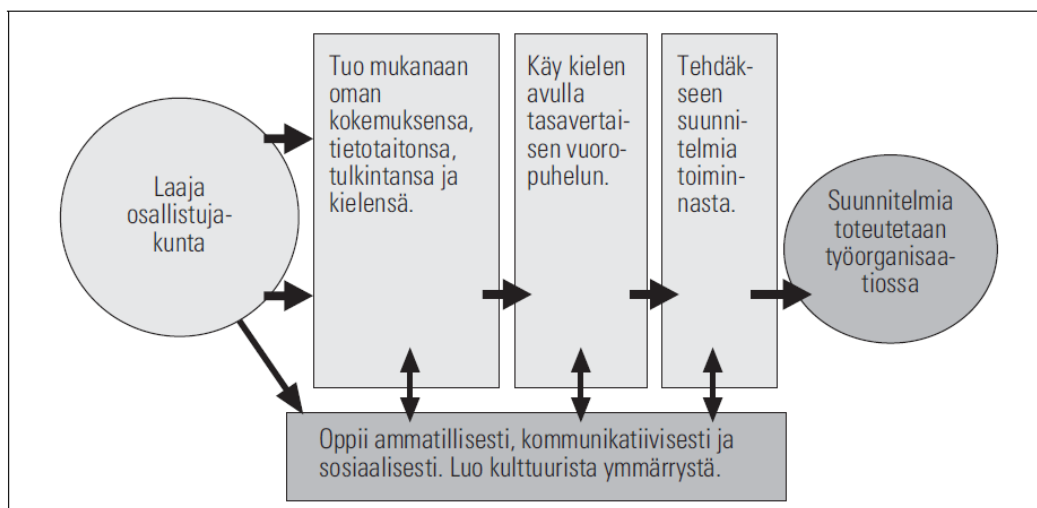 Laaja
osallistuja-
kunta
Tuo mukanaan
oman
kokemuksensa,
tietotaitonsa,
tulkintansa ja
kielensä.
Käy kielen
avulla
tasavertai-
sen vuoro-
puhelun.
Tehdäk-
seen
suunni-
telmia
toimin-
nasta.
Suunnitelmia
toteutetaan
työorganisaa-
tiossa
Oppii ammatillisesti, kommunikatiivisesti ja
sosiaalisesti. Luo kulttuurista ymmärrystä.